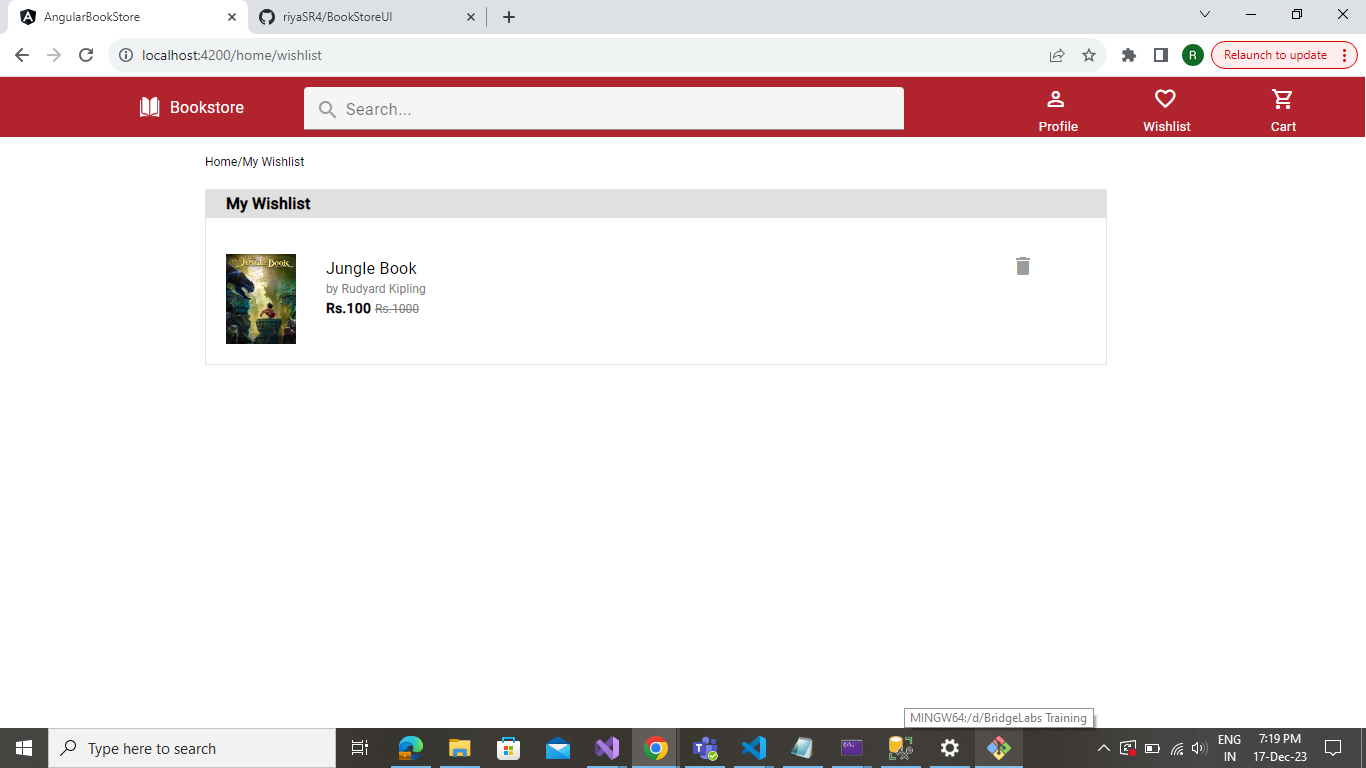 AngularBookStore
riyaSR4/BookStoreUI
localhost:4200/home/wishlist
R
Relaunch to update
Bookstore
Search...
Profile
Wishlist
Cart
Home/My Wishlist
My Wishlist
Jungle Book
Jungle Book
by Rudyard Kipling
Rs.100 Rs.1000
MINGW64:/d/BridgeLabs Training
Type here to search
ENG
IN
7:19 PM
17-Dec-23